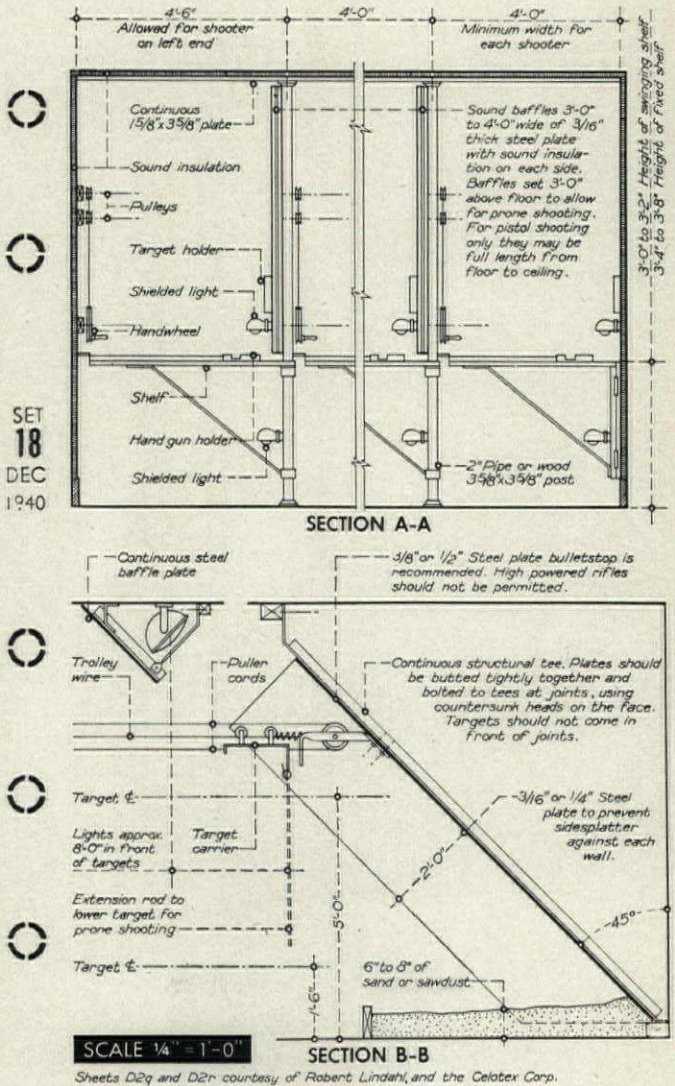 4'-6"
4'-0"
4'-0"
Allowed for shooter
on left end
Minimum width for
each shooter
3'-0" to 3'-2" Height of swinging shelf
3'-4" to 3'-8" Height of fixed shelf
Continuous
1 5/8" x 3 5/8" plate
Sound insulation
Pulleys
Target holder
Shielded light
Handwheel
Shelf
Hand gun holder
Shielded light
Sound baffles 3'-0"
to 4'-0" wide of 3/16"
thick steel plate
with sound insula-
tion on each side.
Baffles set 3'-0"
above floor to allow
for prone shooting.
For pistol shooting
only they may be
full length from
floor to ceiling.
2" Pipe or wood
3 5/8" x 3 5/8" post
SET
18
DEC
1940
SECTION A-A
Continuous steel
baffle plate
3/8" or 1/2" Steel plate bulletstop is
recommended. High powered rifles
should not be permitted.
Trolley
wire
Puller
cords
Continuous structural tee. Plates should
be butted tightly together and
bolted to tees at joints, using
countersunk heads on the face.
Targets should not come in
front of joints.
Target ℄
Lights approx.
8'-0" in front
of targets
Target
carrier
3/16" or 1/4" Steel
plate to prevent
sidesplatter
against each
wall.
2'-0"
5'-0"
45°
Extension rod to
lower target for
prone shooting
Target ℄
1'-6"
6" to 8" of
sand or sawdust
SCALE 1/4" = 1'-0"
SECTION B-B
Sheets D2q and D2r courtesy of Robert Lindahl, and the Celotex Corp.